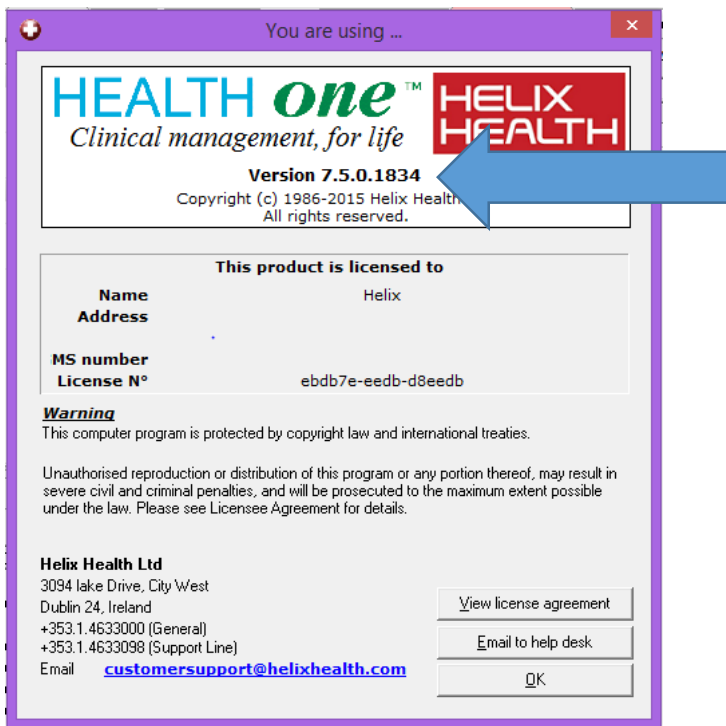 You are using ...
HEALTH one™
HELIX
HEALTH
Clinical management, for life
Version 7.5.0.1834
Copyright (c) 1986-2015 Helix Health
All rights reserved.
This product is licensed to
Name Helix
Address
MS number
License N° ebdb7e-eedb-d8eedb
Warning
This computer program is protected by copyright law and international treaties.
Unauthorised reproduction or distribution of this program or any portion thereof, may result in
severe civil and criminal penalties, and will be prosecuted to the maximum extent possible
under the law. Please see Licensee Agreement for details.
Helix Health Ltd
3094 lake Drive, City West
Dublin 24, Ireland
+353.1.4633000 (General)
+353.1.4633098 (Support Line)
Email customersupport@helixhealth.com
View license agreement
Email to help desk
OK